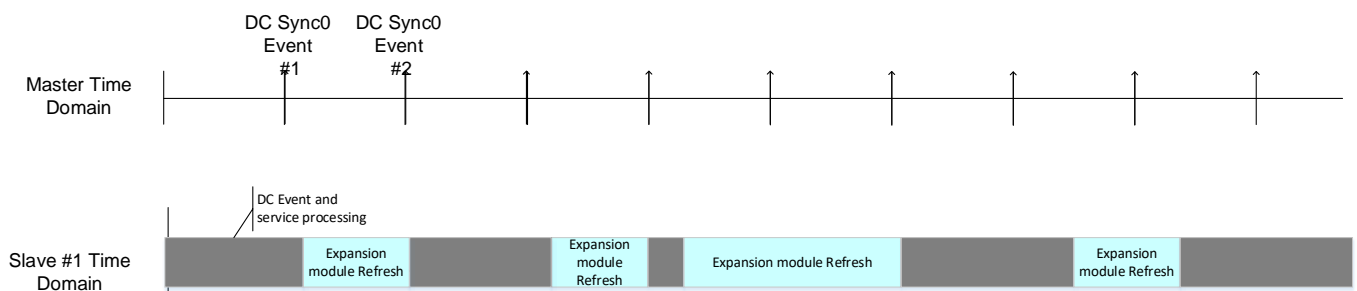 DC Sync0
Event
#1
DC Sync0
Event
#2
Master Time
Domain
DC Event and
service processing
Slave #1 Time
Domain
Expansion
module Refresh
Expansion
module
Refresh
Expansion module Refresh
Expansion
module Refresh